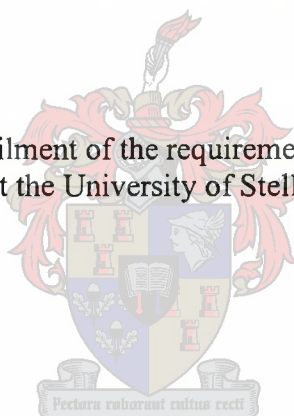 ilment of the requireme
t the University of Stell
Pectora roborant cultus recti